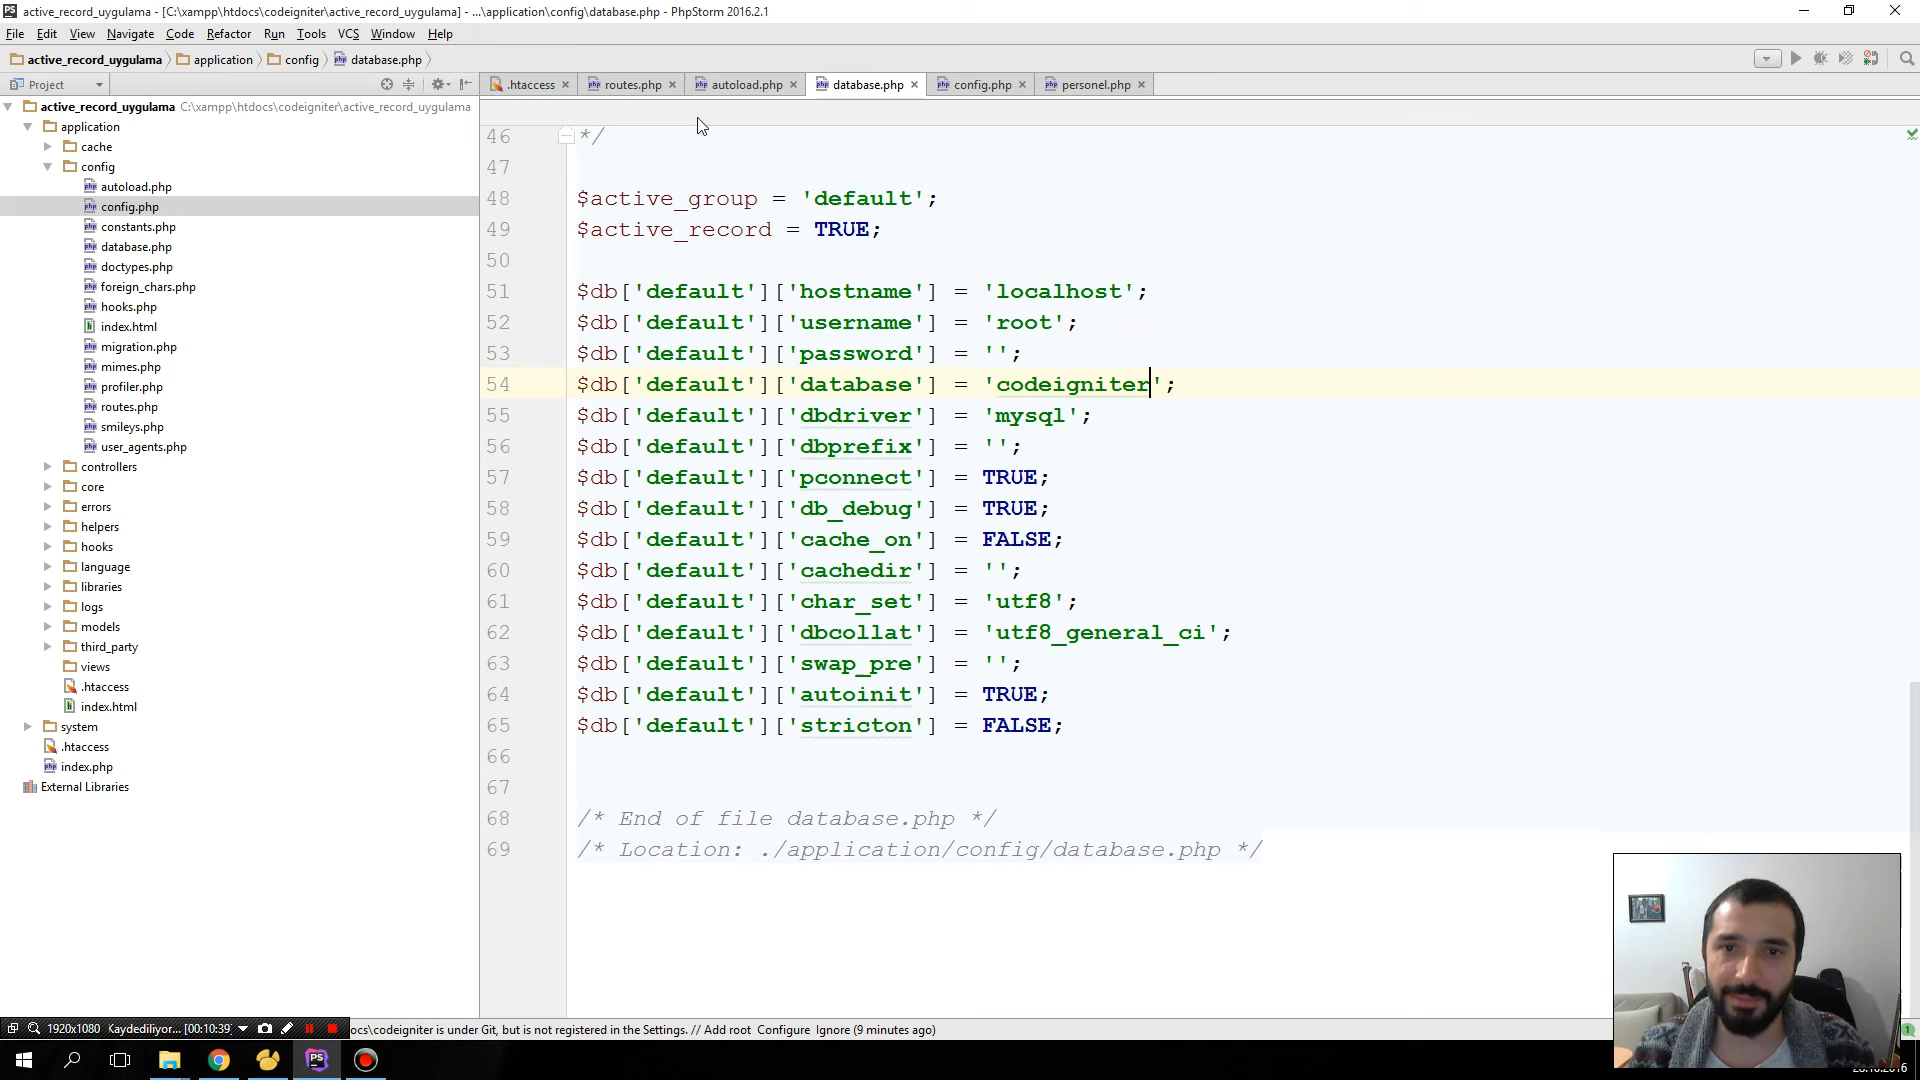 active_record_uygulama - [C:\xampp\htdocs\codeigniter\active_record_uygulama] - ...\application\config\database.php - PhpStorm 2016.2.1
File Edit View Navigate Code Refactor Run Tools VCS Window Help
active_record_uygulama application config database.php
Project
.htaccess routes.php autoload.php database.php config.php personel.php
active_record_uygulama C:\xampp\htdocs\codeigniter\active_record_uygulama
application
cache
config
autoload.php
config.php
constants.php
database.php
doctypes.php
foreign_chars.php
hooks.php
index.html
migration.php
mimes.php
profiler.php
routes.php
smileys.php
user_agents.php
controllers
core
errors
helpers
hooks
language
libraries
logs
models
third_party
views
.htaccess
index.html
system
.htaccess
index.php
External Libraries
46 */
47
48 $active_group = 'default';
49 $active_record = TRUE;
50
51 $db['default']['hostname'] = 'localhost';
52 $db['default']['username'] = 'root';
53 $db['default']['password'] = '';
54 $db['default']['database'] = 'codeigniter';
55 $db['default']['dbdriver'] = 'mysql';
56 $db['default']['dbprefix'] = '';
57 $db['default']['pconnect'] = TRUE;
58 $db['default']['db_debug'] = TRUE;
59 $db['default']['cache_on'] = FALSE;
60 $db['default']['cachedir'] = '';
61 $db['default']['char_set'] = 'utf8';
62 $db['default']['dbcollat'] = 'utf8_general_ci';
63 $db['default']['swap_pre'] = '';
64 $db['default']['autoinit'] = TRUE;
65 $db['default']['stricton'] = FALSE;
66
67
68 /* End of file database.php */
69 /* Location: ./application/config/database.php */
1920x1080 Kaydediliyor... [00:10:39]
ocs\codeigniter is under Git, but is not registered in the Settings. // Add root Configure Ignore (9 minutes ago)